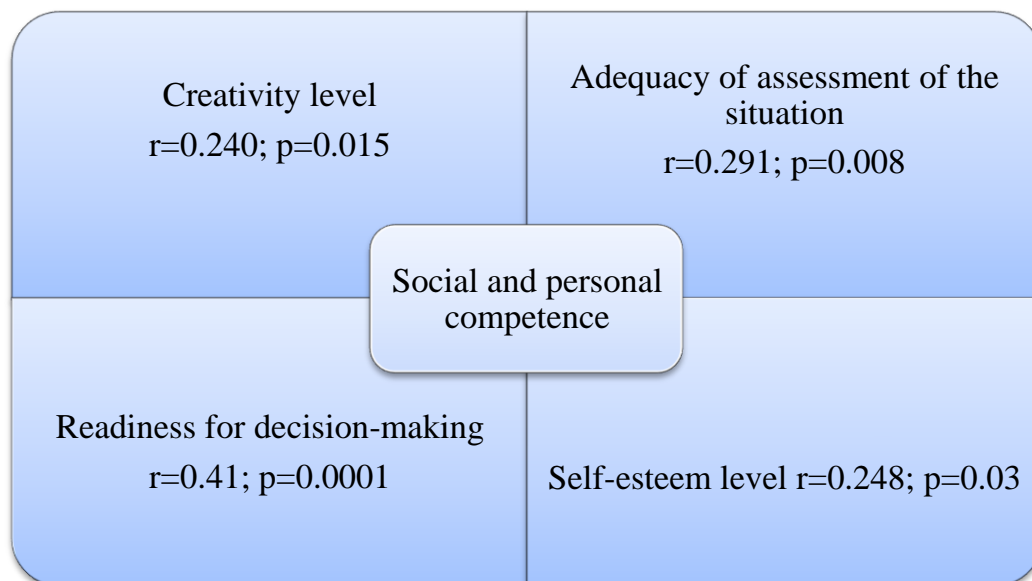 Creativity level
r=0.240; p=0.015
Adequacy of assessment of the
situation
r=0.291; p=0.008
Social and personal
competence
Readiness for decision-making
r=0.41; p=0.0001
Self-esteem level r=0.248; p=0.03